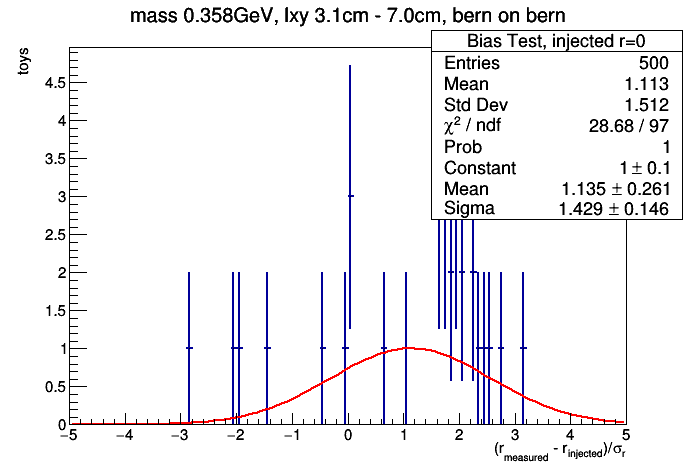 mass 0.358GeV, lxy 3.1cm - 7.0cm, bern on bern
toys
Bias Test, injected r=0
Entries 500
Mean 1.113
Std Dev 1.512
χ² / ndf 28.68 / 97
Prob 1
Constant 1 ± 0.1
Mean 1.135 ± 0.261
Sigma 1.429 ± 0.146
4.5
4
3.5
3
2.5
2
1.5
1
0.5
0
−5 −4 −3 −2 −1 0 1 2 3 4 5
(r_measured - r_injected)/σ_r